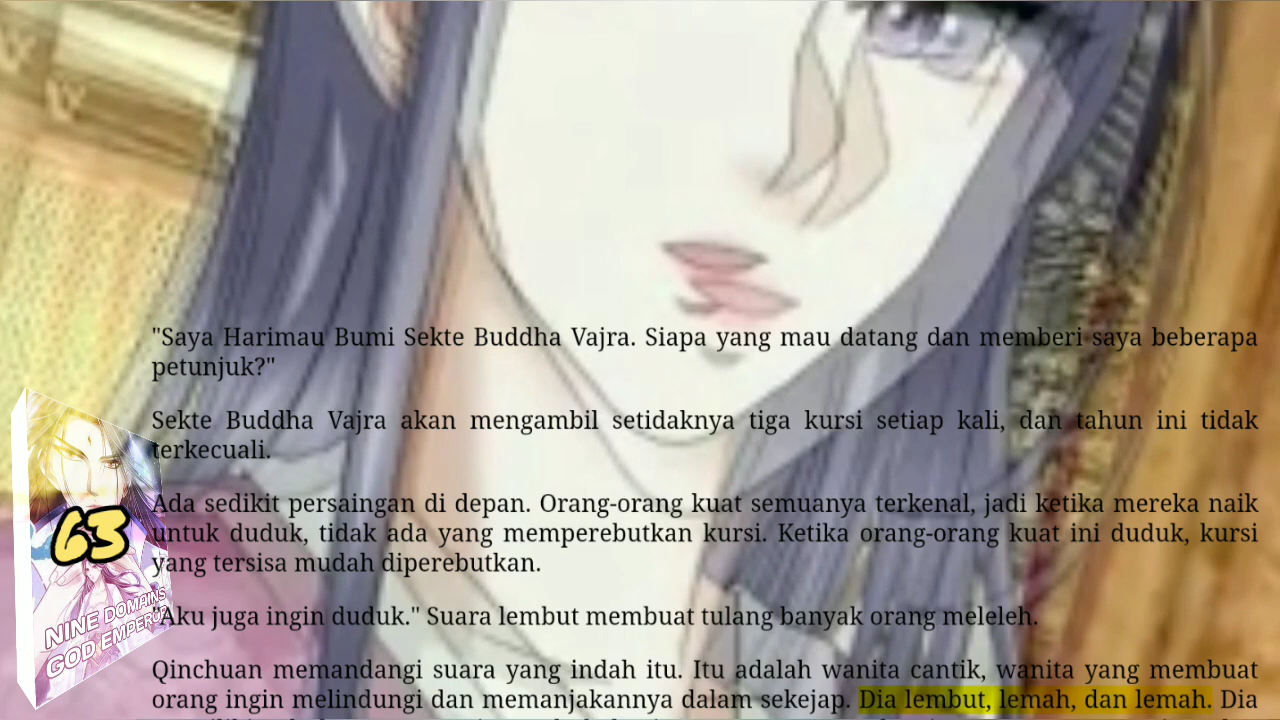 "Saya Harimau Bumi Sekte Buddha Vajra. Siapa yang mau datang dan memberi saya beberapa
petunjuk?"
Sekte Buddha Vajra akan mengambil setidaknya tiga kursi setiap kali, dan tahun ini tidak
terkecuali.
Ada sedikit persaingan di depan. Orang-orang kuat semuanya terkenal, jadi ketika mereka naik
untuk duduk, tidak ada yang memperebutkan kursi. Ketika orang-orang kuat ini duduk, kursi
yang tersisa mudah diperebutkan.
"Aku juga ingin duduk." Suara lembut membuat tulang banyak orang meleleh.
Qinchuan memandangi suara yang indah itu. Itu adalah wanita cantik, wanita yang membuat
orang ingin melindungi dan memanjakannya dalam sekejap. Dia lembut, lemah, dan lemah. Dia
63
NINE DOMAINS
GOD EMPEROR